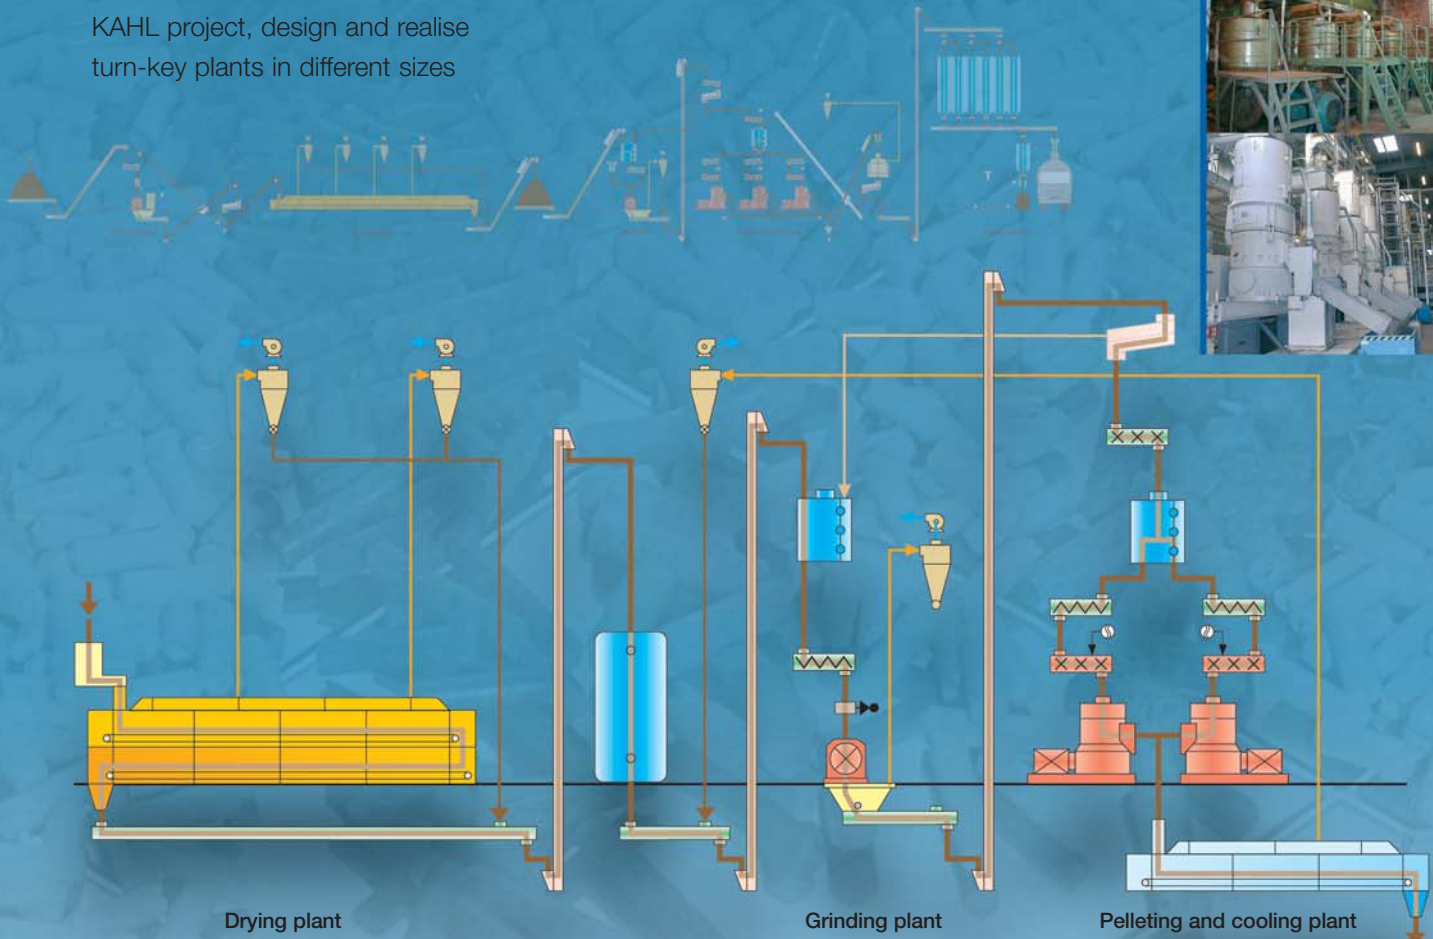 KAHL project, design and realise
turn-key plants in different sizes
Drying plant
Grinding plant
Pelleting and cooling plant